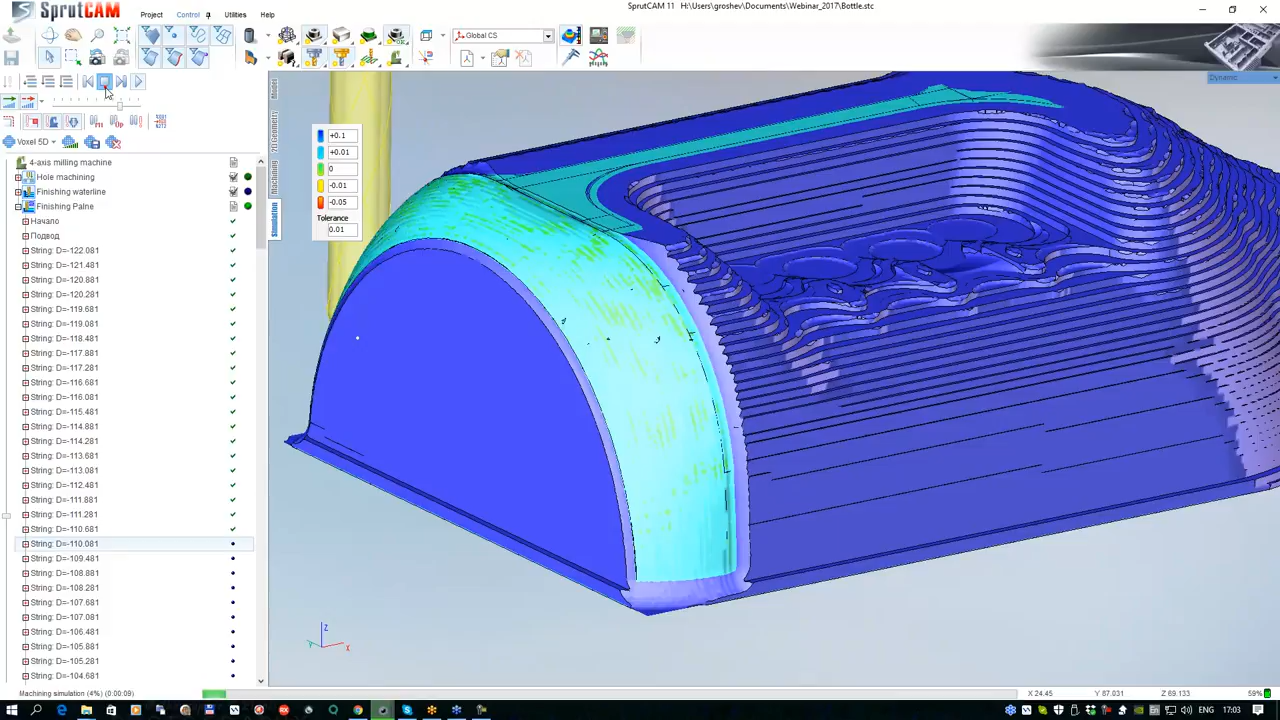 SprutCAM
Project
Control
Utilities
Help
SprutCAM 11 H:\Users\groshev\Documents\Webinar_2017\Bottle.stc
Global CS
Dynamic
Voxel 5D
4-axis milling machine
Hole machining
Finishing waterline
Finishing Palne
Начало
Подвод
String: D=-122.081
String: D=-121.481
String: D=-120.881
String: D=-120.281
String: D=-119.681
String: D=-119.081
String: D=-118.481
String: D=-117.881
String: D=-117.281
String: D=-116.681
String: D=-116.081
String: D=-115.481
String: D=-114.881
String: D=-114.281
String: D=-113.681
String: D=-113.081
String: D=-112.481
String: D=-111.881
String: D=-111.281
String: D=-110.681
String: D=-110.081
String: D=-109.481
String: D=-108.881
String: D=-108.281
String: D=-107.681
String: D=-107.081
String: D=-106.481
String: D=-105.881
String: D=-105.281
String: D=-104.681
Model
2D Geometry
Machining
Simulation
+0.1
+0.01
0
-0.01
-0.05
Tolerance
0.01
Z
Y
X
Machining simulation (4%) (0:00:09)
X 24.45
Y 87.031
Z 69.133
59%
ENG
17:03